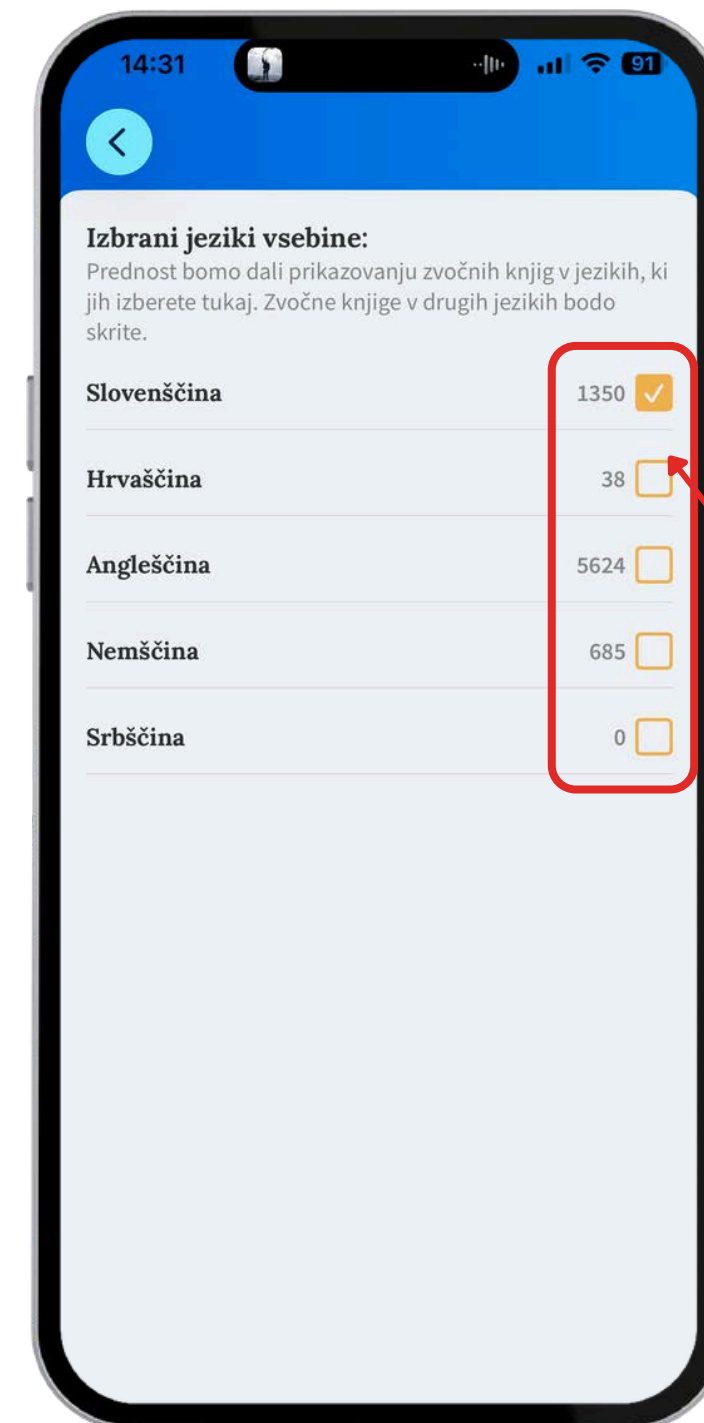 14:31
91
Izbrani jeziki vsebine:
Prednost bomo dali prikazovanju zvočnih knjig v jezikih, ki
jih izberete tukaj. Zvočne knjige v drugih jezikih bodo
skrite.
Slovenščina 1350
Hrvaščina 38
Angleščina 5624
Nemščina 685
Srbščina 0